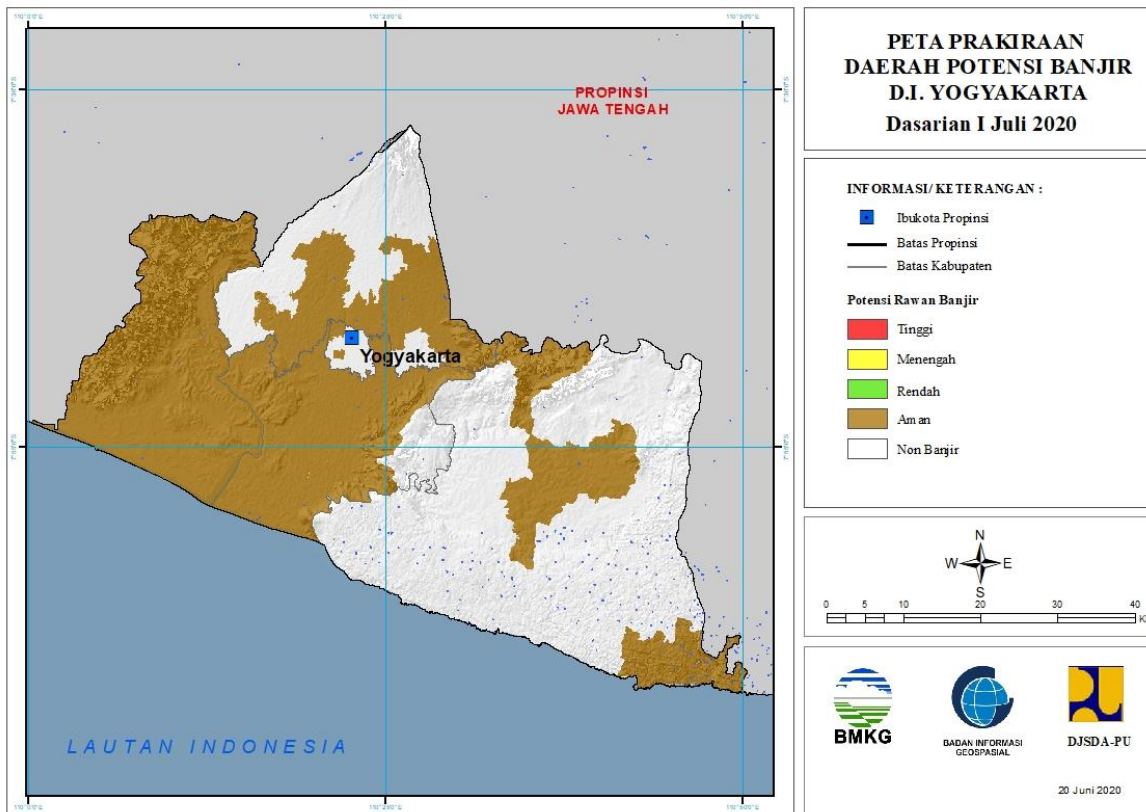 PETA PRAKIRAAN
DAERAH POTENSI BANJIR
D.I. YOGYAKARTA
Dasarian I Juli 2020
PROPINSI
JAWA TENGAH
Yogyakarta
LAUTAN INDONESIA
INFORMASI/ KETERANGAN :
Ibukota Propinsi
Batas Propinsi
Batas Kabupaten
Potensi Rawan Banjir
Tinggi
Menengah
Rendah
Aman
Non Banjir
N
W E
S
0 5 10 20 30 40
BMKG
BADAN INFORMASI
GEOSPASIAL
DJSDA-PU
20 Juni 2020